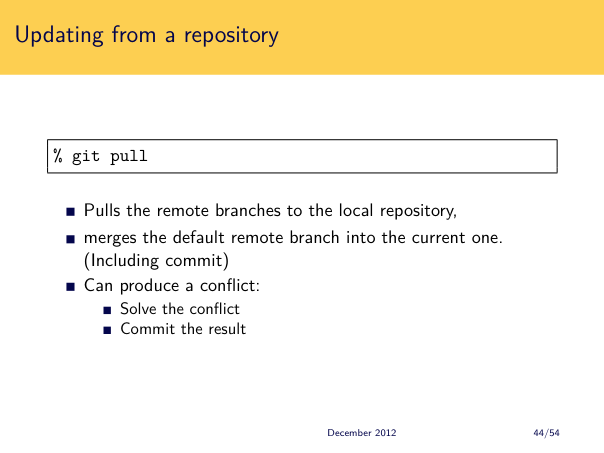 Updating from a repository
% git pull
Pulls the remote branches to the local repository,
merges the default remote branch into the current one.
(Including commit)
Can produce a conflict:
Solve the conflict
Commit the result
December 2012 44/54